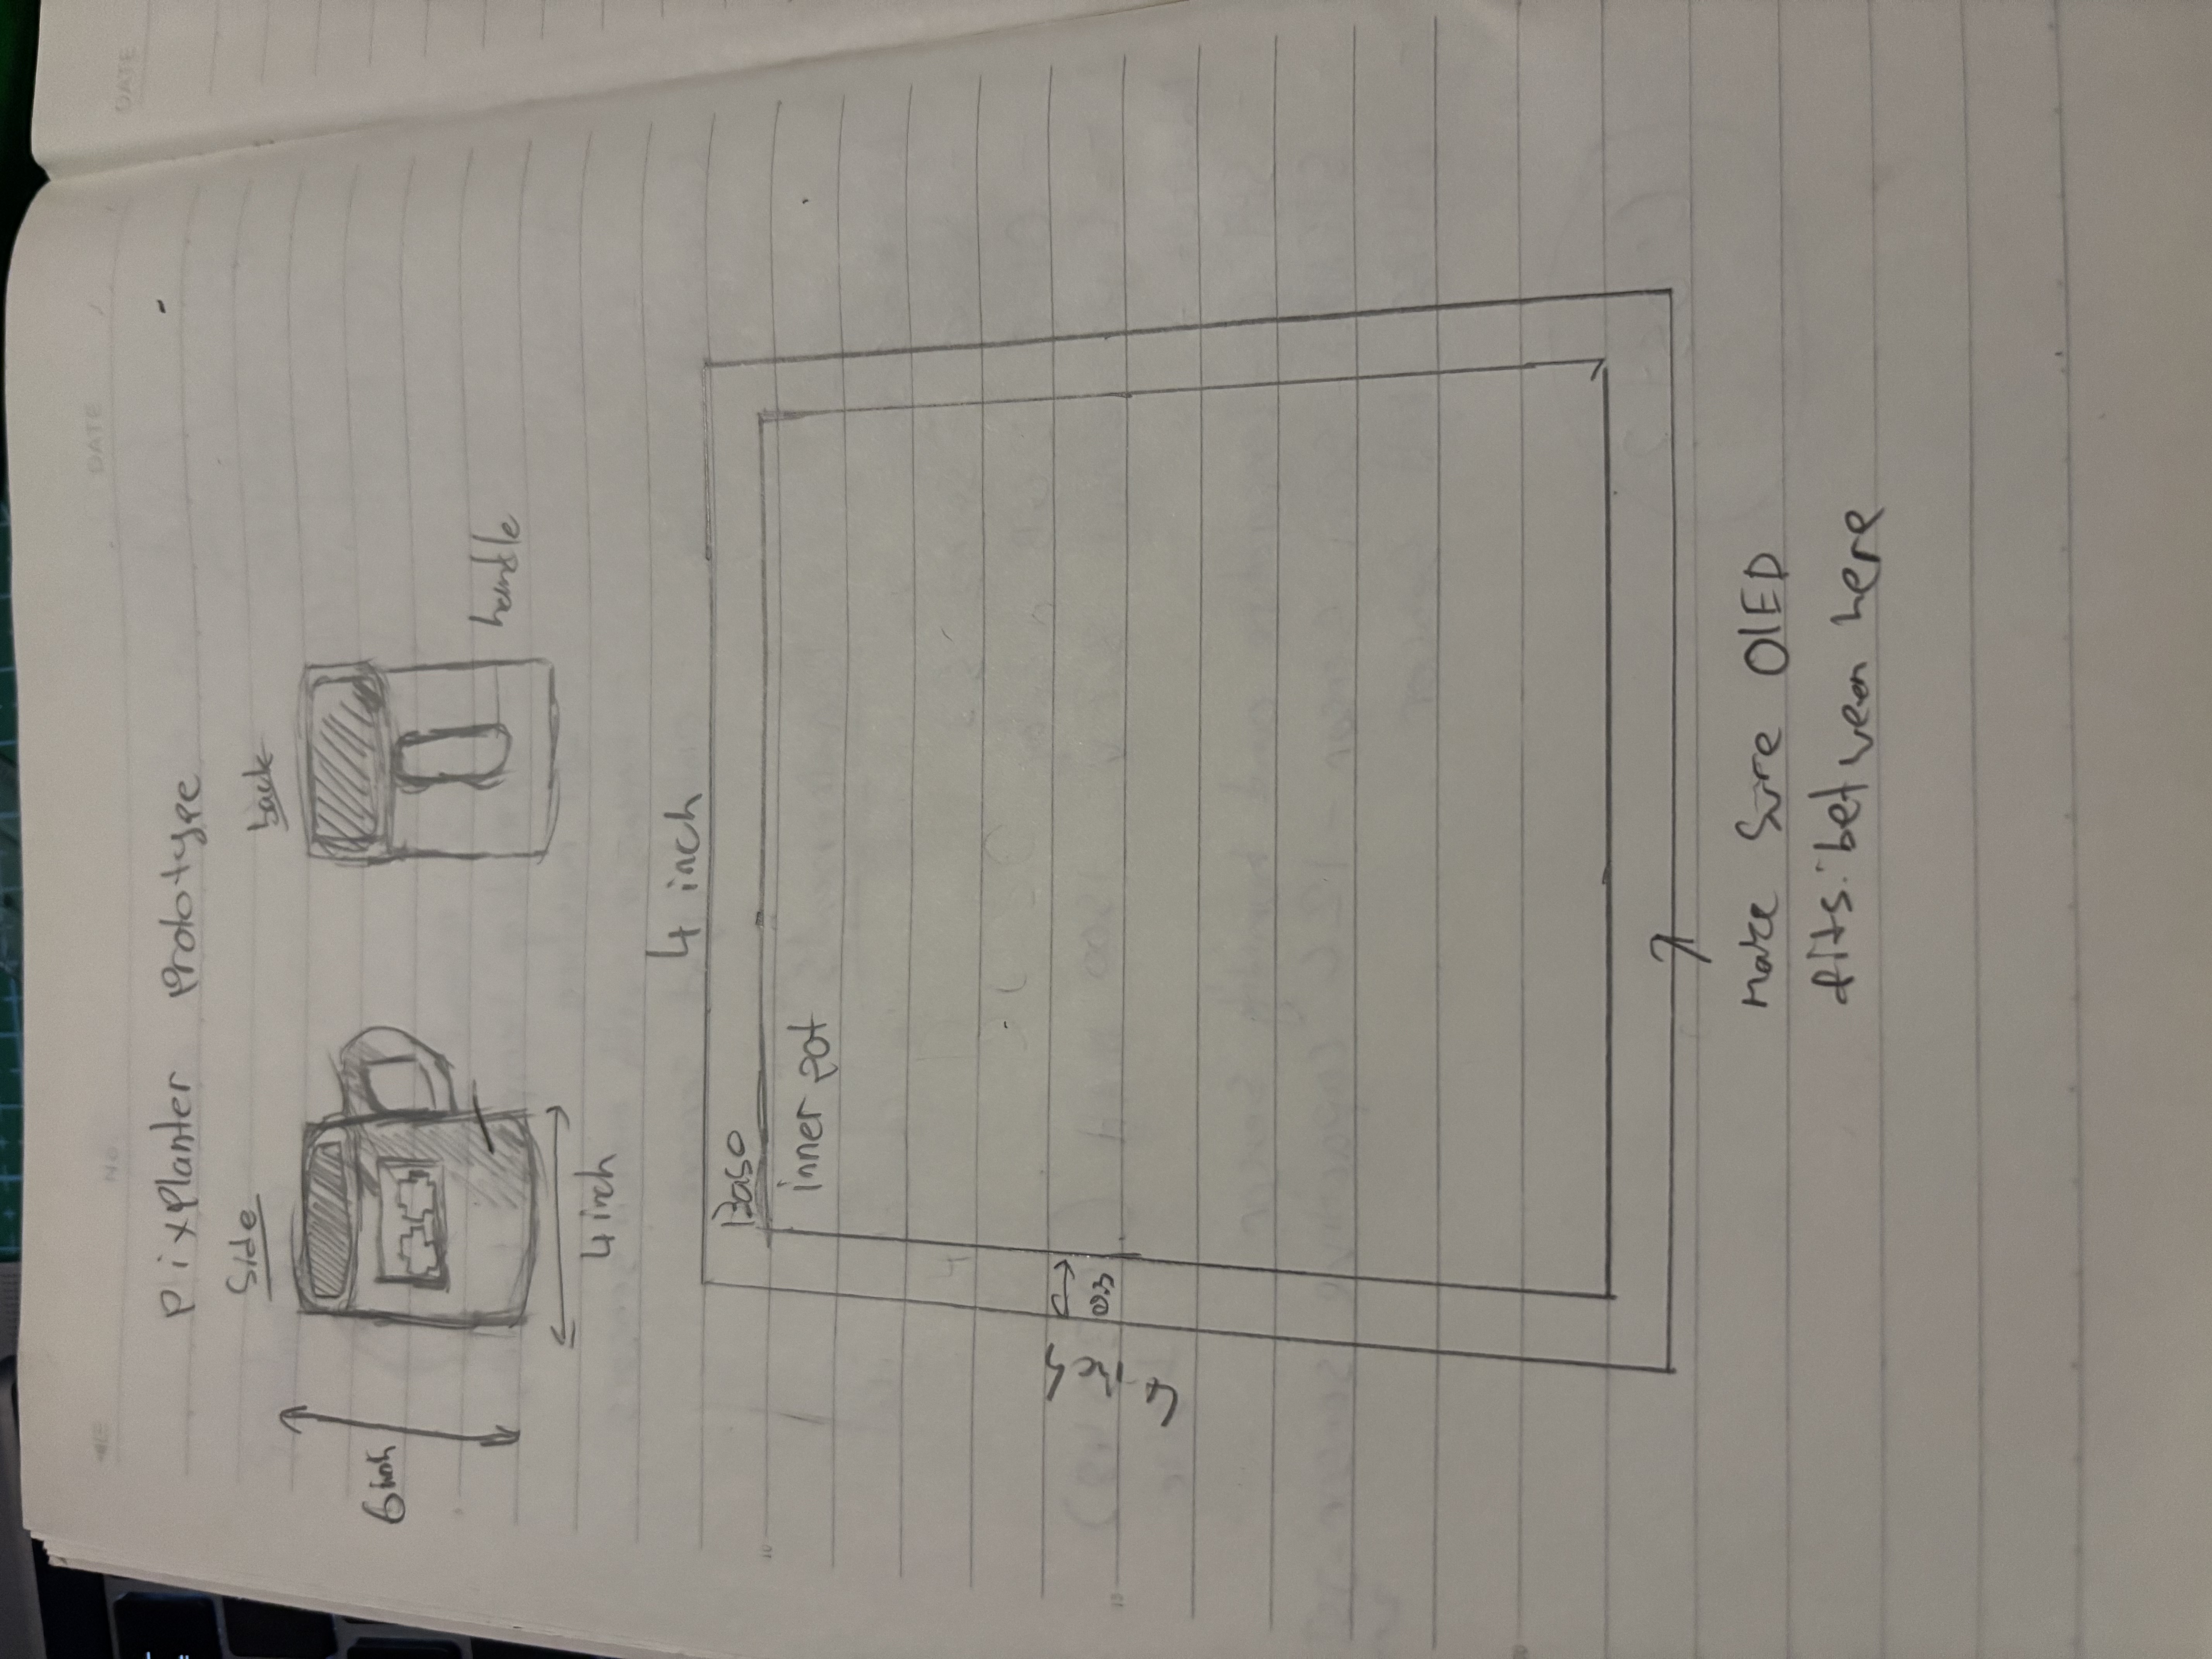 No.
DATE
DATE
pixplanter prototype
Side
back
6 inch
handle
4 inch
4 inch
Baso
inner pot
4 inch
0.3
Make Sure OlED
fits between here